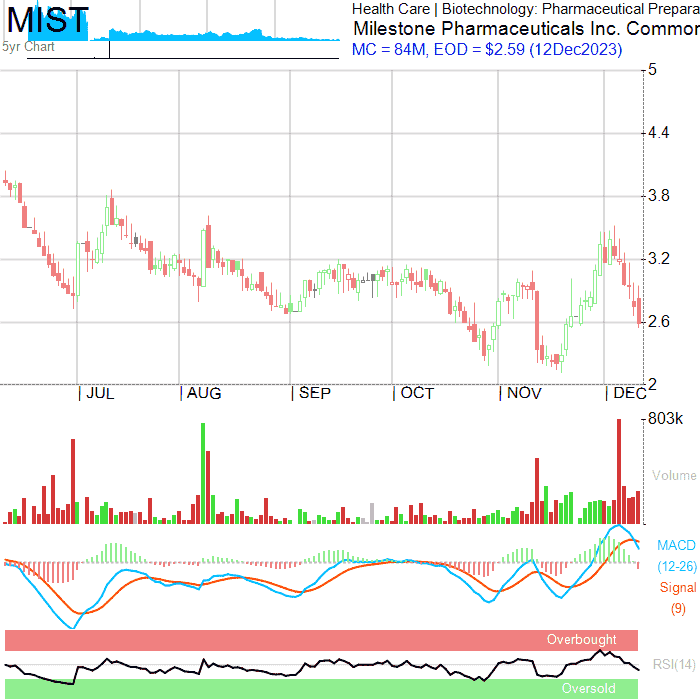 MIST
5yr Chart
Health Care | Biotechnology: Pharmaceutical Prepara
Milestone Pharmaceuticals Inc. Common
MC = 84M, EOD = $2.59 (12Dec2023)
5
4.4
3.8
3.2
2.6
2
JUL
AUG
SEP
OCT
NOV
DEC
803k
Volume
MACD
(12-26)
Signal
(9)
Overbought
RSI(14)
Oversold